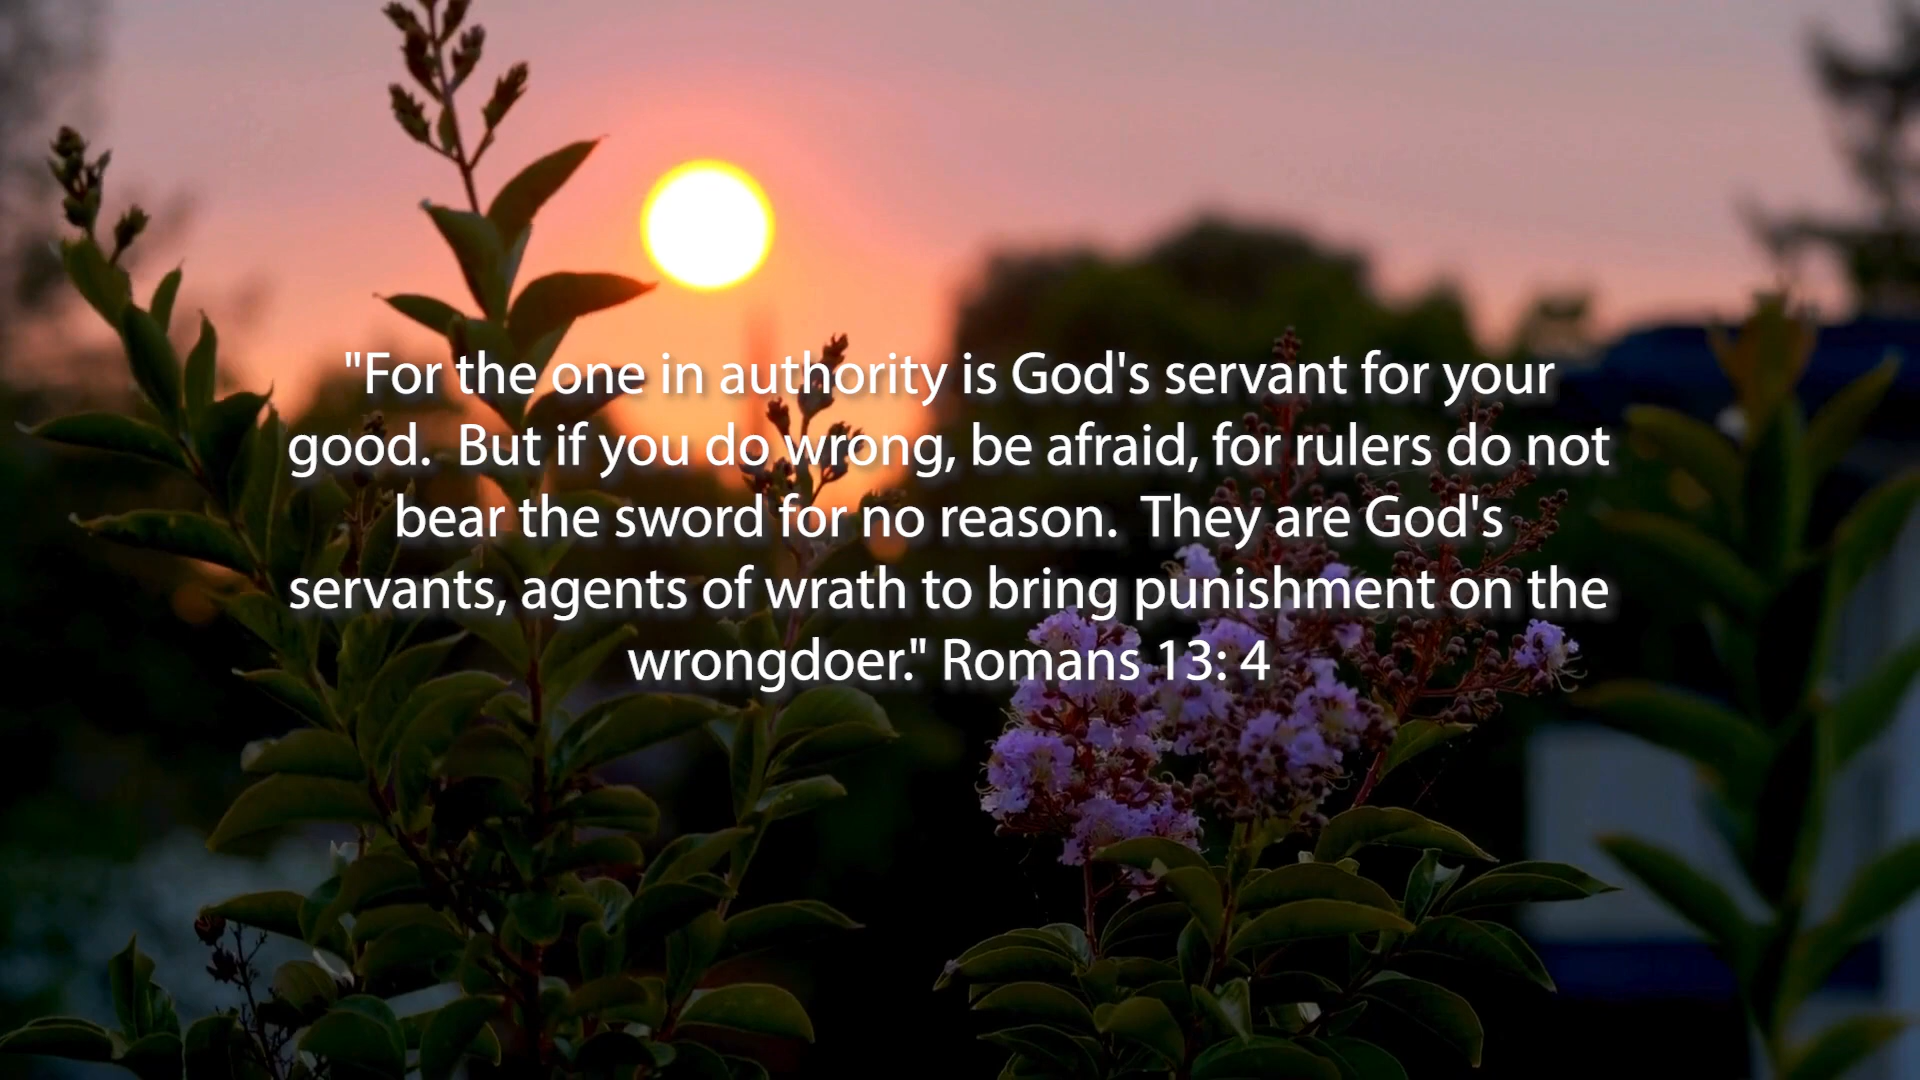 "For the one in authority is God's servant for your
good.  But if you do wrong, be afraid, for rulers do not
bear the sword for no reason.  They are God's
servants, agents of wrath to bring punishment on the
wrongdoer." Romans 13: 4